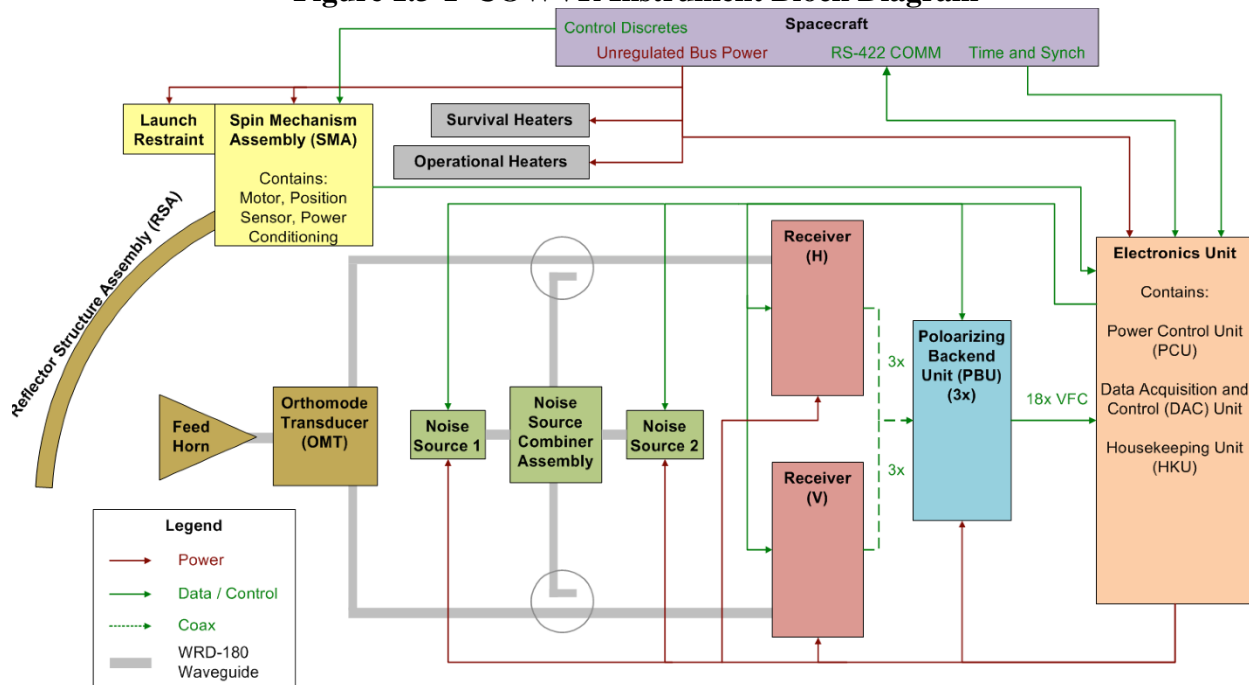 Control Discretes
Spacecraft
Unregulated Bus Power
RS-422 COMM
Time and Synch
Launch
Restraint
Spin Mechanism
Assembly (SMA)
Contains:
Motor, Position
Sensor, Power
Conditioning
Survival Heaters
Operational Heaters
Reflector Structure Assembly (RSA)
Receiver
(H)
Electronics Unit
Contains:
Power Control Unit
(PCU)
Data Acquisition and
Control (DAC) Unit
Housekeeping Unit
(HKU)
Poloarizing
Backend
Unit (PBU)
(3x)
3x
3x
18x VFC
Feed
Horn
Orthomode
Transducer
(OMT)
Noise
Source 1
Noise
Source
Combiner
Assembly
Noise
Source 2
Receiver
(V)
Legend
Power
Data / Control
Coax
WRD-180
Waveguide